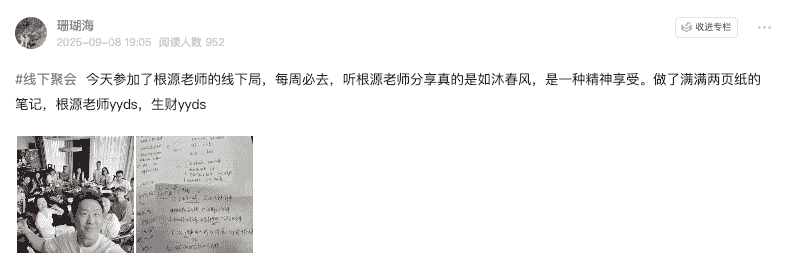 珊瑚海
收进专栏
2025-09-08 19:05 阅读人数 952
#线下聚会 今天参加了根源老师的线下局，每周必去，听根源老师分享真的是如沐春风，是一种精神享受。做了满满两页纸的
笔记，根源老师yyds，生财yyds